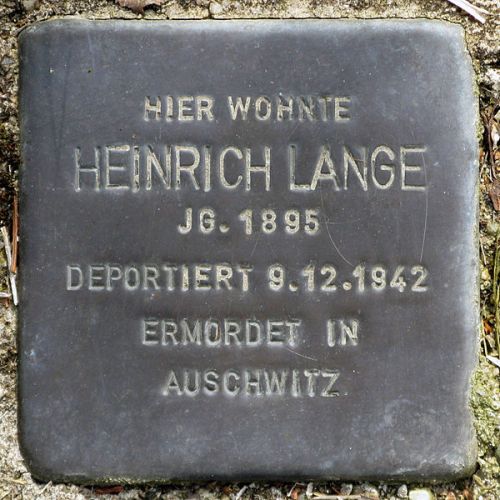 HIER WOHNTE
HEINRICH LANGE
JG. 1895
DEPORTIERT 9.12.1942
ERMORDET IN
AUSCHWITZ